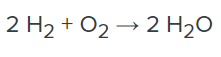 2 H₂ + O₂ → 2 H₂O